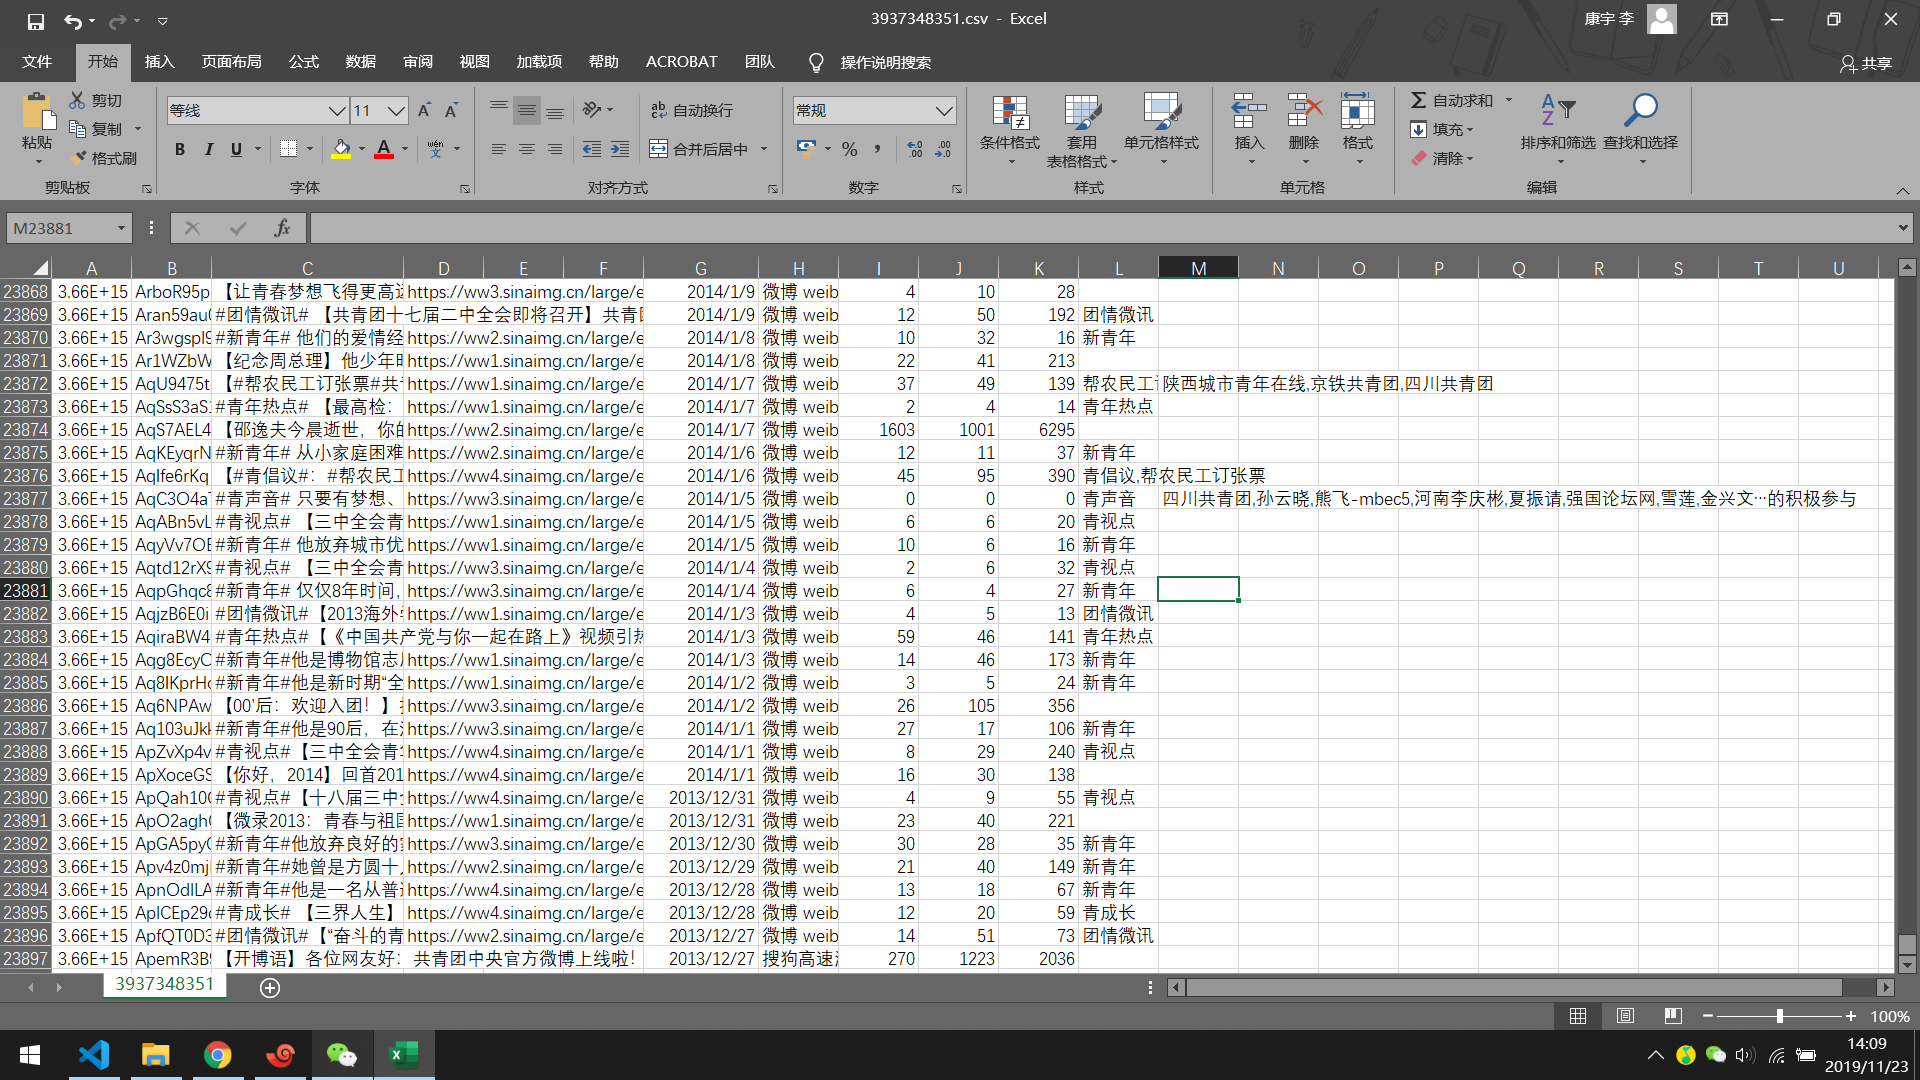 3937348351.csv - Excel
康宇 李
文件 开始 插入 页面布局 公式 数据 审阅 视图 加载项 帮助 ACROBAT 团队 操作说明搜索 共享
剪切 等线 11 自动换行 常规 自动求和
粘贴 复制 条件格式 套用 单元格样式 插入 删除 格式 填充 排序和筛选 查找和选择
格式刷 B I U 合并后居中 表格格式 清除
剪贴板 字体 对齐方式 数字 样式 单元格 编辑
M23881 fx
A B C D E F G H I J K L M N O P Q R S T U
23868 3.66E+15 ArboR95p 【让青春梦想飞得更高 https://ww3.sinaimg.cn/large/e 2014/1/9 微博 weib 4 10 28
23869 3.66E+15 Aran59au #团情微讯# 【共青团十七届二中全会即将召开】共青 2014/1/9 微博 weib 12 50 192 团情微讯
23870 3.66E+15 Ar3wgspl9 #新青年# 他们的爱情经 https://ww2.sinaimg.cn/large/e 2014/1/8 微博 weib 10 32 16 新青年
23871 3.66E+15 Ar1WZbW 【纪念周总理】他少年 https://ww1.sinaimg.cn/large/e 2014/1/8 微博 weib 22 41 213
23872 3.66E+15 AqU9475t 【#帮农民工订张票#共 https://ww1.sinaimg.cn/large/e 2014/1/7 微博 weib 37 49 139 帮农民工 陕西城市青年在线,京铁共青团,四川共青团
23873 3.66E+15 AqSsS3aS #青年热点# 【最高检： https://ww1.sinaimg.cn/large/e 2014/1/7 微博 weib 2 4 14 青年热点
23874 3.66E+15 AqS7AEL4 【邵逸夫今晨逝世，你 https://ww2.sinaimg.cn/large/e 2014/1/7 微博 weib 1603 1001 6295
23875 3.66E+15 AqKEyqrN #新青年# 从小家庭困难 https://ww2.sinaimg.cn/large/e 2014/1/6 微博 weib 12 11 37 新青年
23876 3.66E+15 AqIfe6rKq 【#青倡议#：#帮农民工 https://ww4.sinaimg.cn/large/e 2014/1/6 微博 weib 45 95 390 青倡议,帮农民工订张票
23877 3.66E+15 AqC3O4a #青声音# 只要有梦想、 https://ww1.sinaimg.cn/large/e 2014/1/5 微博 weib 0 0 0 青声音 四川共青团,孙云晓,熊飞-mbec5,河南李庆彬,夏振请,强国论坛网,雪莲,金兴文…的积极参与
23878 3.66E+15 AqABn5vL #青视点# 【三中全会青 https://ww1.sinaimg.cn/large/e 2014/1/5 微博 weib 6 6 20 青视点
23879 3.66E+15 AqyVv7O #新青年# 他放弃城市优 https://ww1.sinaimg.cn/large/e 2014/1/5 微博 weib 10 6 16 新青年
23880 3.66E+15 Aqtd12rX9 #青视点# 【三中全会青 https://ww3.sinaimg.cn/large/e 2014/1/4 微博 weib 2 6 32 青视点
23881 3.66E+15 AqpGhqc8 #新青年# 仅仅8年时间， https://ww3.sinaimg.cn/large/e 2014/1/4 微博 weib 6 4 27 新青年
23882 3.66E+15 AqjzB6E0i #团情微讯#【2013海外 https://ww1.sinaimg.cn/large/e 2014/1/3 微博 weib 4 5 13 团情微讯
23883 3.66E+15 AqiraBW4 #青年热点#【《中国共产党与你一起在路上》视频引热 2014/1/3 微博 weib 59 46 141 青年热点
23884 3.66E+15 Aqg8EcyC #新青年#他是博物馆志 https://ww1.sinaimg.cn/large/e 2014/1/3 微博 weib 14 46 173 新青年
23885 3.66E+15 Aq8IKprH #新青年#他是新时期“全 https://ww1.sinaimg.cn/large/e 2014/1/2 微博 weib 3 5 24 新青年
23886 3.66E+15 Aq6NPAw 【00’后：欢迎入团！】 https://ww3.sinaimg.cn/large/e 2014/1/2 微博 weib 26 105 356
23887 3.66E+15 Aq103uJk #新青年#他是90后，在 https://ww3.sinaimg.cn/large/e 2014/1/1 微博 weib 27 17 106 新青年
23888 3.66E+15 ApZvXp4v #青视点#【三中全会青 https://ww4.sinaimg.cn/large/e 2014/1/1 微博 weib 8 29 240 青视点
23889 3.66E+15 ApXoceGS 【你好，2014】回首201 https://ww4.sinaimg.cn/large/e 2014/1/1 微博 weib 16 30 138
23890 3.66E+15 ApQah10 #青视点#【十八届三中 https://ww4.sinaimg.cn/large/e 2013/12/31 微博 weib 4 9 55 青视点
23891 3.66E+15 ApO2agh 【微录2013：青春与祖 https://ww1.sinaimg.cn/large/e 2013/12/31 微博 weib 23 40 221
23892 3.66E+15 ApGA5py #新青年#他放弃良好的 https://ww3.sinaimg.cn/large/e 2013/12/30 微博 weib 30 28 35 新青年
23893 3.66E+15 Apv4z0mj #新青年#她曾是方圆十 https://ww2.sinaimg.cn/large/e 2013/12/29 微博 weib 21 40 149 新青年
23894 3.66E+15 ApnOdILA #新青年#他是一名从普 https://ww4.sinaimg.cn/large/e 2013/12/28 微博 weib 13 18 67 新青年
23895 3.66E+15 AplCEp29 #青成长# 【三界人生】 https://ww4.sinaimg.cn/large/e 2013/12/28 微博 weib 12 20 59 青成长
23896 3.66E+15 ApfQT0D3 #团情微讯#【“奋斗的青 https://ww2.sinaimg.cn/large/e 2013/12/27 微博 weib 14 51 73 团情微讯
23897 3.66E+15 ApemR3B 【开博语】各位网友好：共青团中央官方微博上线啦！ 2013/12/27 搜狗高速 270 1223 2036
3937348351
100%
14:09
2019/11/23